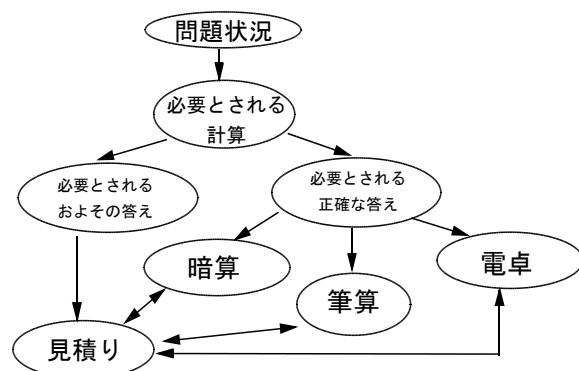 問題状況
必要とされる
計算
必要とされる
およその答え
必要とされる
正確な答え
暗算
電卓
筆算
見積り